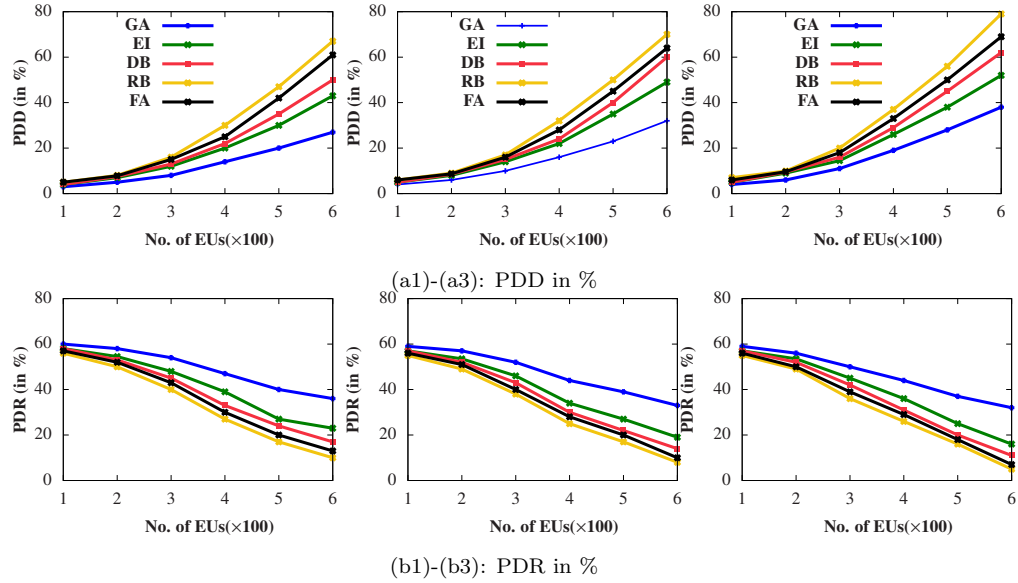 80
60
40
20
0
PDD (in %)
GA
EI
DB
RB
FA
1 2 3 4 5 6
No. of EUs(×100)
80
60
40
20
0
PDD (in %)
GA
EI
DB
RB
FA
1 2 3 4 5 6
No. of EUs(×100)
80
60
40
20
0
PDD (in %)
GA
EI
DB
RB
FA
1 2 3 4 5 6
No. of EUs(×100)
(a1)-(a3): PDD in %
80
60
40
20
0
PDR (in %)
1 2 3 4 5 6
No. of EUs(×100)
80
60
40
20
0
PDR (in %)
1 2 3 4 5 6
No. of EUs(×100)
80
60
40
20
0
PDR (in %)
1 2 3 4 5 6
No. of EUs(×100)
(b1)-(b3): PDR in %